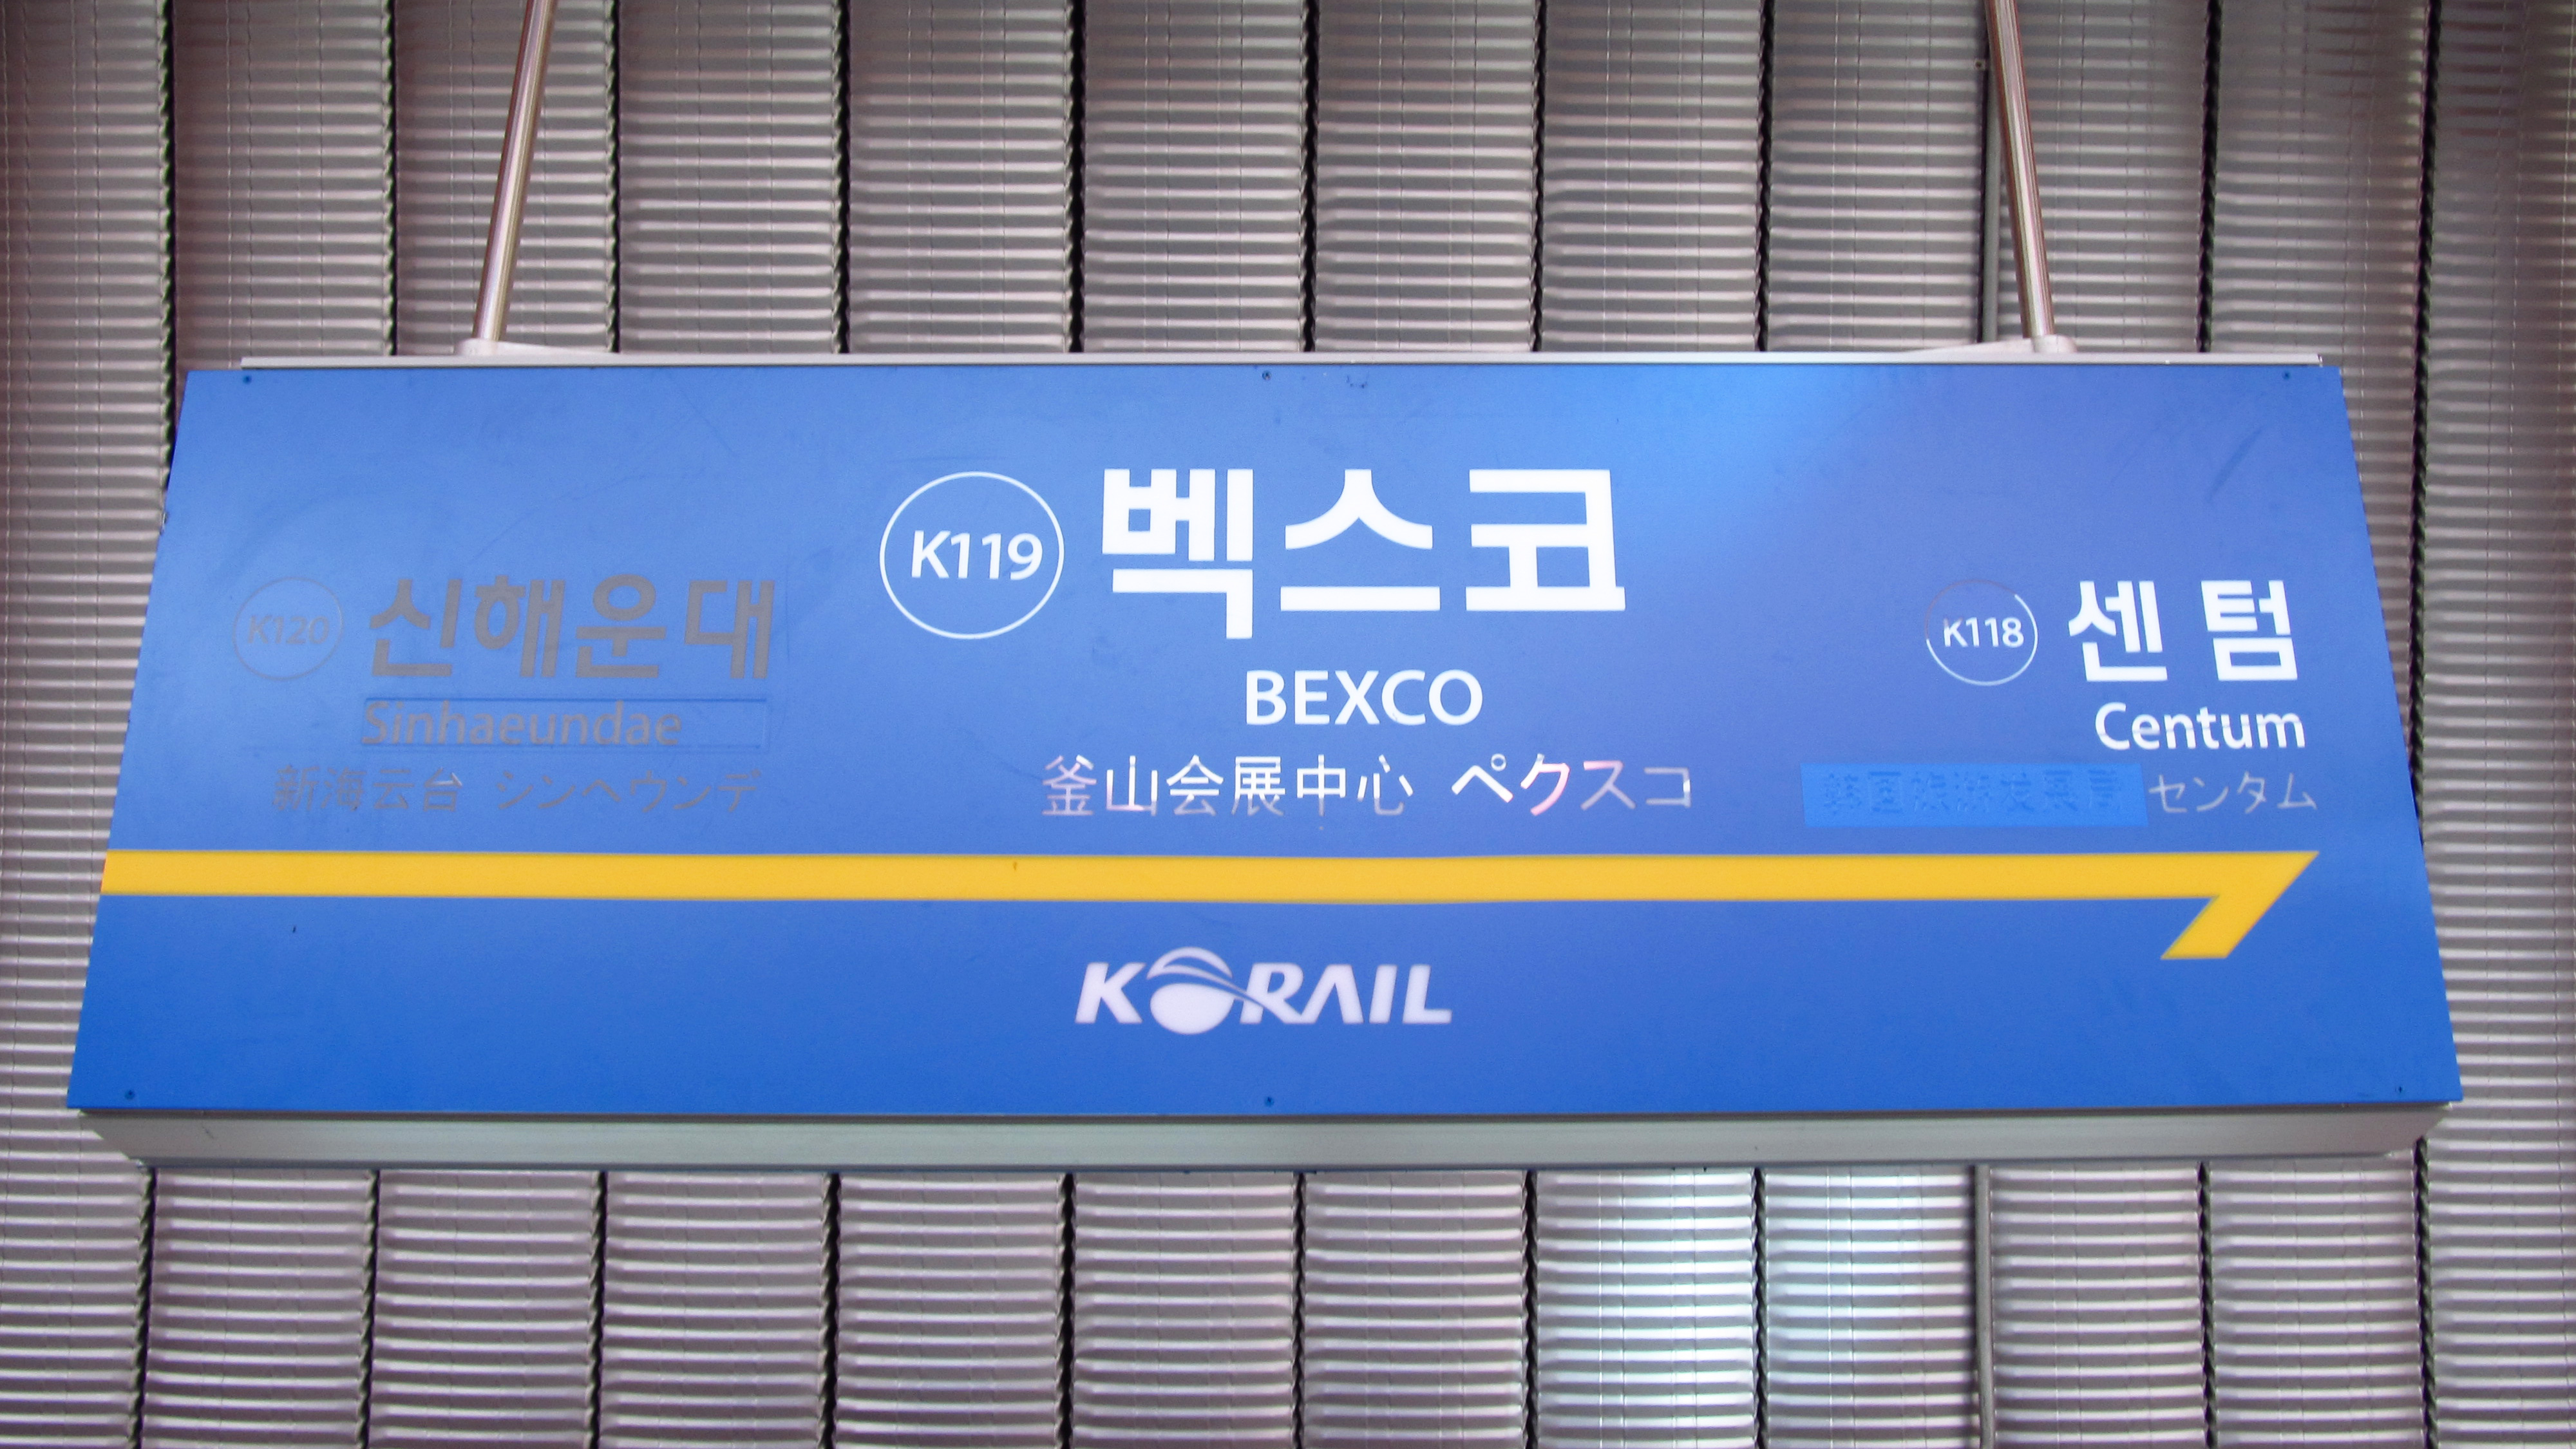 K120 신해운대
Sinhaeundae
新海云台 シンヘウンデ
K119 벡스코
BEXCO
釜山会展中心 ペクスコ
K118 센텀
Centum
センタム
KORAIL